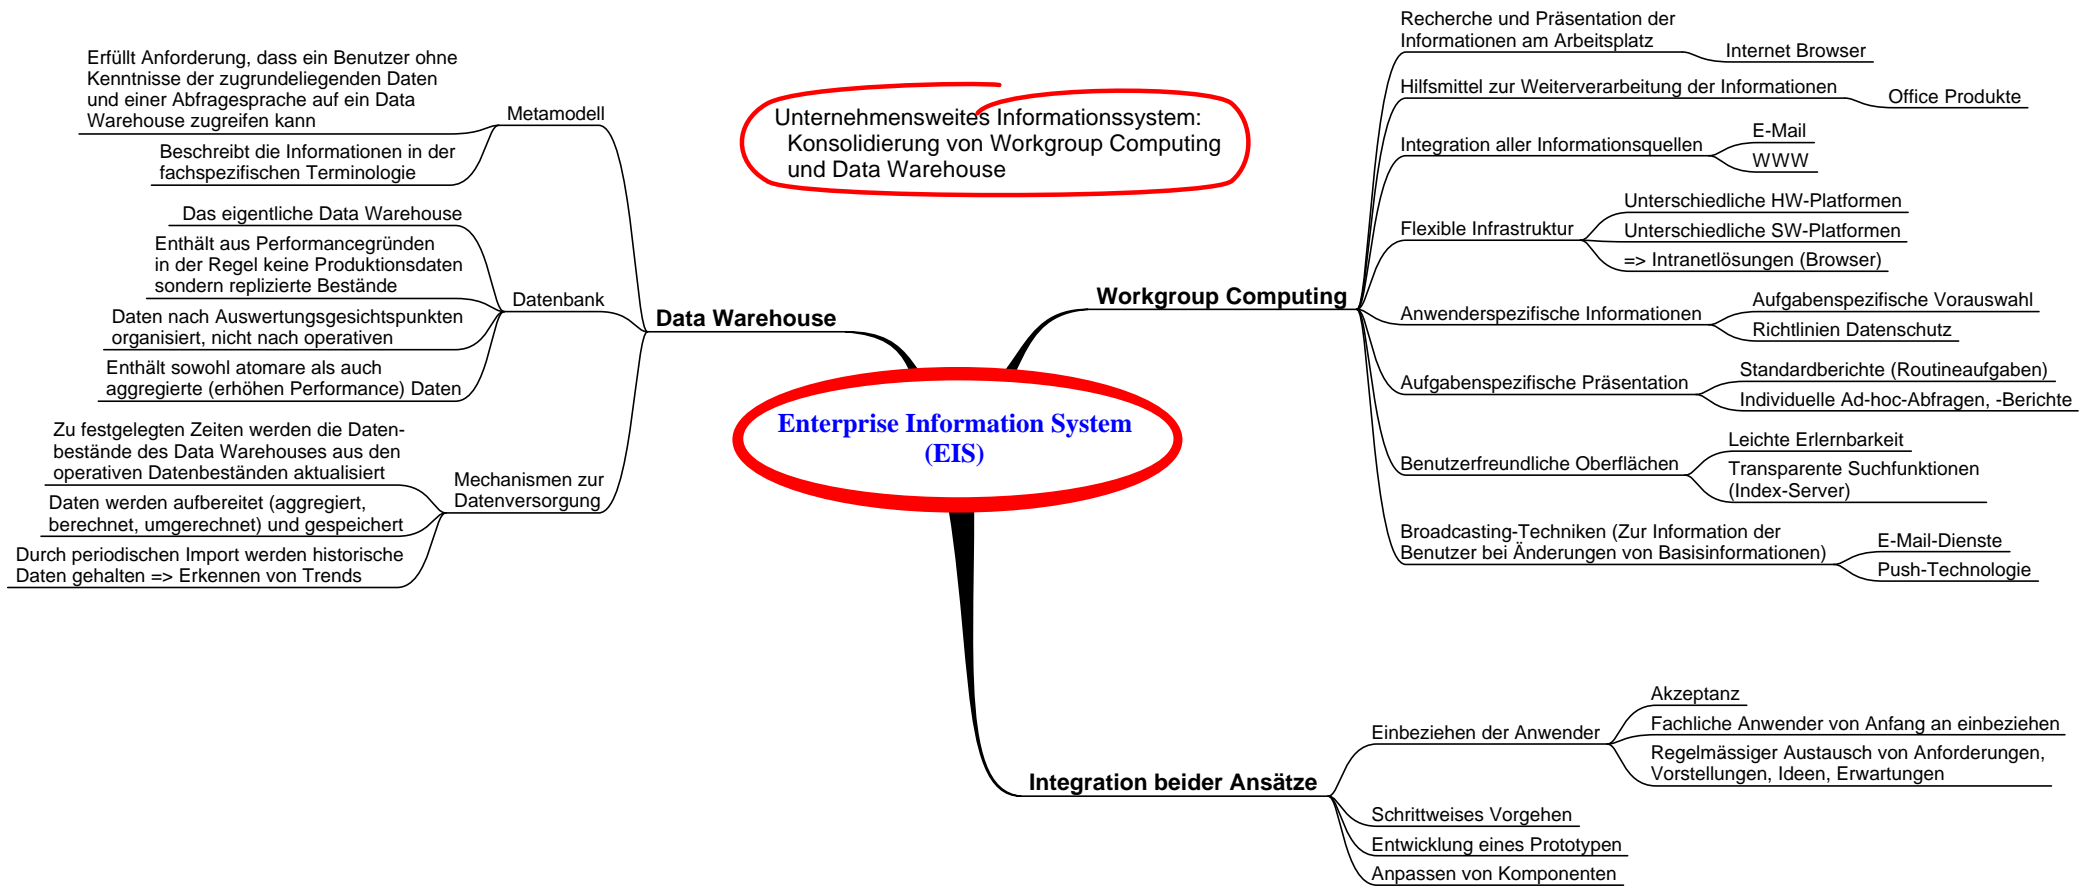 Unternehmensweites Informationssystem:
Konsolidierung von Workgroup Computing
und Data Warehouse
Enterprise Information System
(EIS)
Workgroup Computing
Recherche und Präsentation der
Informationen am Arbeitsplatz
Internet Browser
Hilfsmittel zur Weiterverarbeitung der Informationen
Office Produkte
Integration aller Informationsquellen
E-Mail
WWW
Flexible Infrastruktur
Unterschiedliche HW-Platformen
Unterschiedliche SW-Platformen
=> Intranetlösungen (Browser)
Anwenderspezifische Informationen
Aufgabenspezifische Vorauswahl
Richtlinien Datenschutz
Aufgabenspezifische Präsentation
Standardberichte (Routineaufgaben)
Individuelle Ad-hoc-Abfragen, -Berichte
Benutzerfreundliche Oberflächen
Leichte Erlernbarkeit
Transparente Suchfunktionen
(Index-Server)
Broadcasting-Techniken (Zur Information der
Benutzer bei Änderungen von Basisinformationen)
E-Mail-Dienste
Push-Technologie
Integration beider Ansätze
Einbeziehen der Anwender
Akzeptanz
Fachliche Anwender von Anfang an einbeziehen
Regelmässiger Austausch von Anforderungen,
Vorstellungen, Ideen, Erwartungen
Schrittweises Vorgehen
Entwicklung eines Prototypen
Anpassen von Komponenten
Data Warehouse
Metamodell
Erfüllt Anforderung, dass ein Benutzer ohne
Kenntnisse der zugrundeliegenden Daten
und einer Abfragesprache auf ein Data
Warehouse zugreifen kann
Beschreibt die Informationen in der
fachspezifischen Terminologie
Datenbank
Das eigentliche Data Warehouse
Enthält aus Performancegründen
in der Regel keine Produktionsdaten
sondern replizierte Bestände
Daten nach Auswertungsgesichtspunkten
organisiert, nicht nach operativen
Enthält sowohl atomare als auch
aggregierte (erhöhen Performance) Daten
Mechanismen zur
Datenversorgung
Zu festgelegten Zeiten werden die Daten-
bestände des Data Warehouses aus den
operativen Datenbeständen aktualisiert
Daten werden aufbereitet (aggregiert,
berechnet, umgerechnet) und gespeichert
Durch periodischen Import werden historische
Daten gehalten => Erkennen von Trends